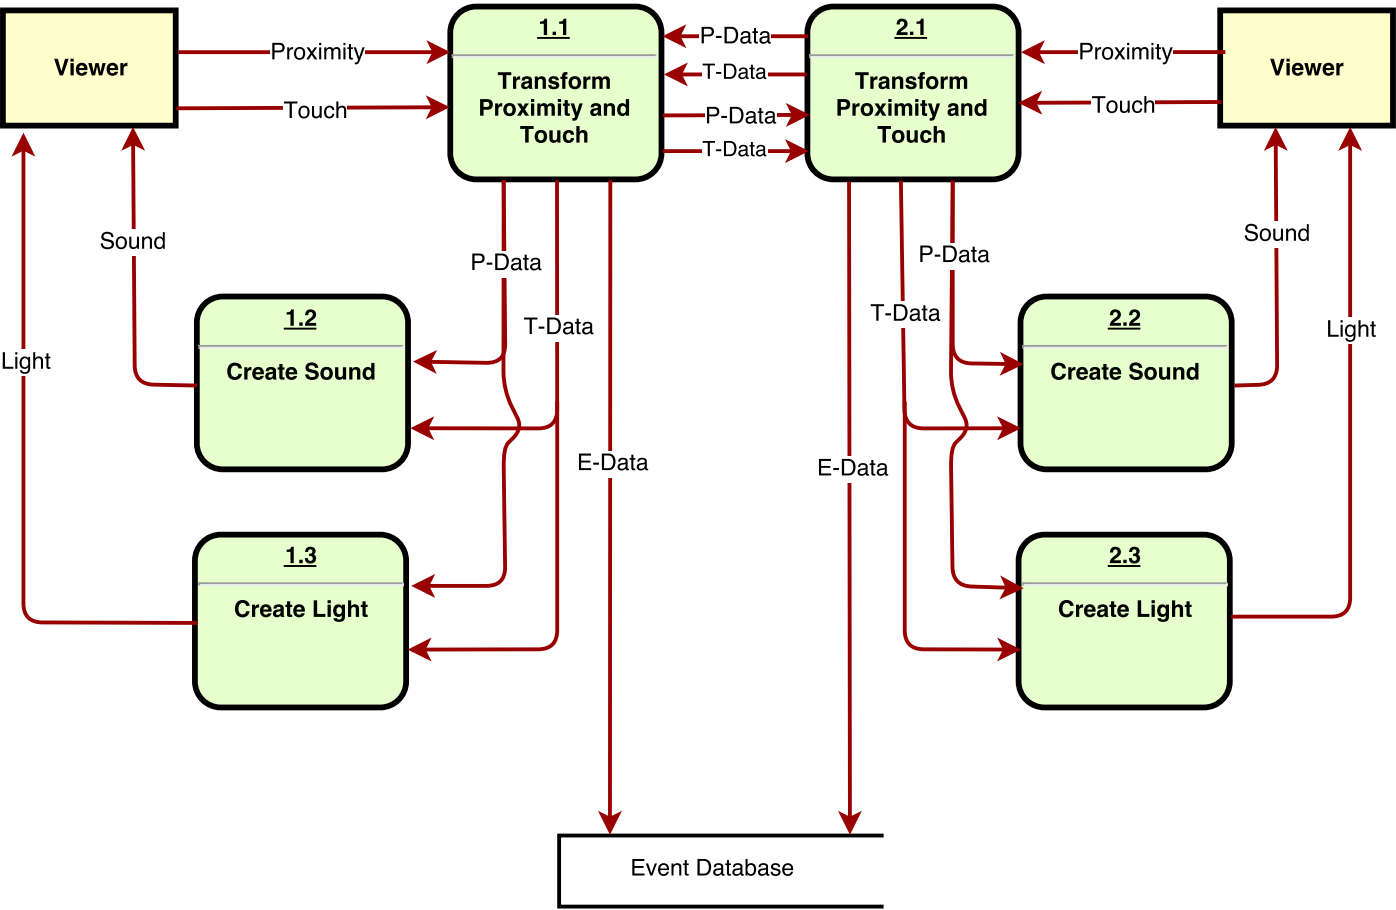 Viewer
Proximity
Touch
1.1
Transform
Proximity and
Touch
P-Data
T-Data
P-Data
T-Data
2.1
Transform
Proximity and
Touch
Proximity
Touch
Viewer
Sound
Light
P-Data
T-Data
E-Data
1.2
Create Sound
1.3
Create Light
P-Data
T-Data
E-Data
2.2
Create Sound
2.3
Create Light
Sound
Light
Event Database